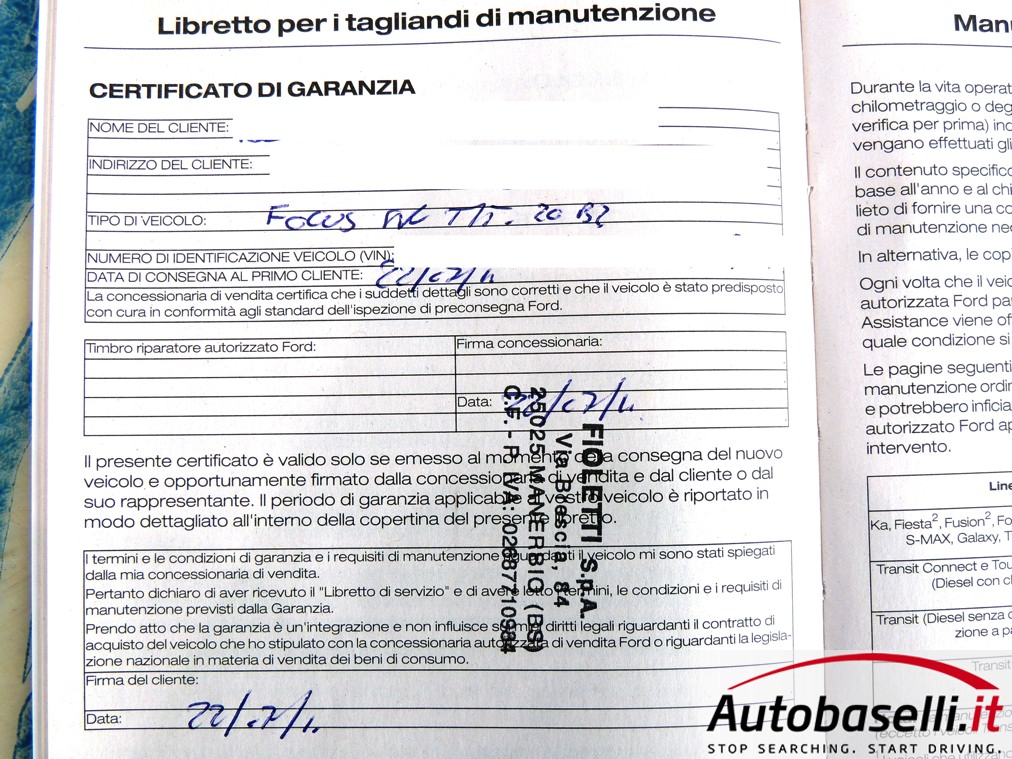 Libretto per i tagliandi di manutenzione
CERTIFICATO DI GARANZIA
NOME DEL CLIENTE:
INDIRIZZO DEL CLIENTE:
TIPO DI VEICOLO: Focus
NUMERO DI IDENTIFICAZIONE VEICOLO (VIN):
DATA DI CONSEGNA AL PRIMO CLIENTE:
La concessionaria di vendita certifica che i suddetti dettagli sono corretti e che il veicolo è stato predisposto
con cura in conformità agli standard dell'ispezione di preconsegna Ford.
Timbro riparatore autorizzato Ford:
Firma concessionaria:
Data:
FIOLETTI S.p.A.
Via Brescia, 84
25025 MANERBIO (BS)
C.F. - P. IVA: 02687710984
Il presente certificato è valido solo se emesso al momento della consegna del nuovo
veicolo e opportunamente firmato dalla concessionaria di vendita e dal cliente o dal
suo rappresentante. Il periodo di garanzia applicabile al vostro veicolo è riportato in
modo dettagliato all'interno della copertina del presente libretto.
I termini e le condizioni di garanzia e i requisiti di manutenzione riguardanti il veicolo mi sono stati spiegati
dalla mia concessionaria di vendita.
Pertanto dichiaro di aver ricevuto il "Libretto di servizio" e di avere letto i termini, le condizioni e i requisiti di
manutenzione previsti dalla Garanzia.
Prendo atto che la garanzia è un'integrazione e non influisce sui miei diritti legali riguardanti il contratto di
acquisto del veicolo che ho stipulato con la concessionaria autorizzata di vendita Ford o riguardanti la legisla-
zione nazionale in materia di vendita dei beni di consumo.
Firma del cliente:
Data:
Manu
Durante la vita operat
chilometraggio o deg
verifica per prima) ind
vengano effettuati gli
Il contenuto specifico
base all'anno e al chi
lieto di fornire una co
di manutenzione ne
In alternativa, le cop
Ogni volta che il veic
autorizzata Ford pa
Assistance viene of
quale condizione si
Le pagine seguenti
manutenzione ordin
e potrebbero inficia
autorizzato Ford ap
intervento.
Line
Ka, Fiesta², Fusion², Fo
S-MAX, Galaxy, T
Transit Connect e Tou
(Diesel con c
Transit (Diesel senza
zione a pa
Transit
Autobaselli.it
STOP SEARCHING. START DRIVING.